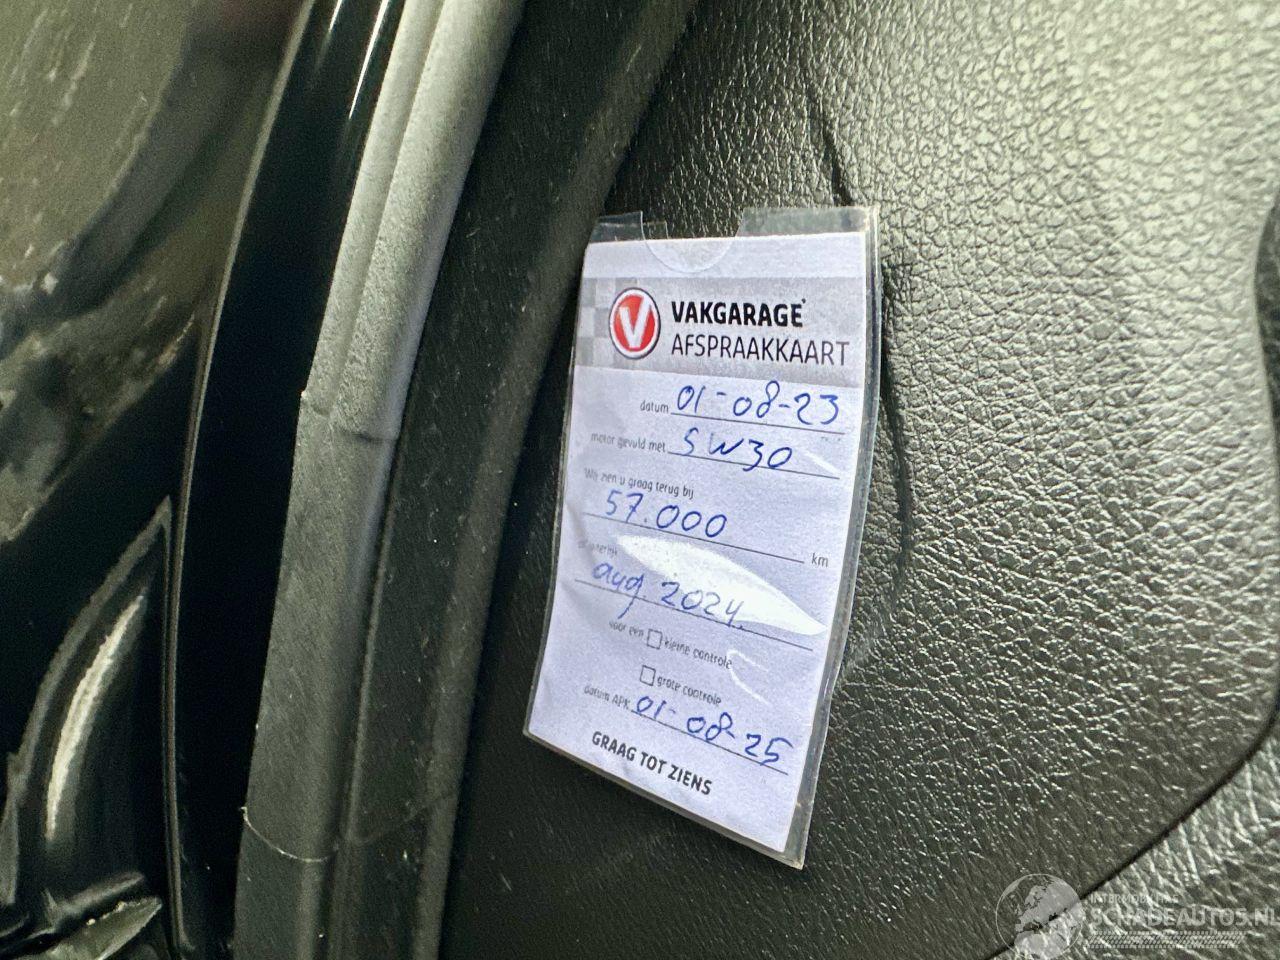 V VAKGARAGE
AFSPRAAKKAART
datum 01-08-23
motor gevuld met 5W30
Wij zien u graag terug bij
57.000 km
aug. 2024.
voor een kleine controle
grote controle
datum APK 01-08-25
GRAAG TOT ZIENS
SCHADEAUTOS.NL